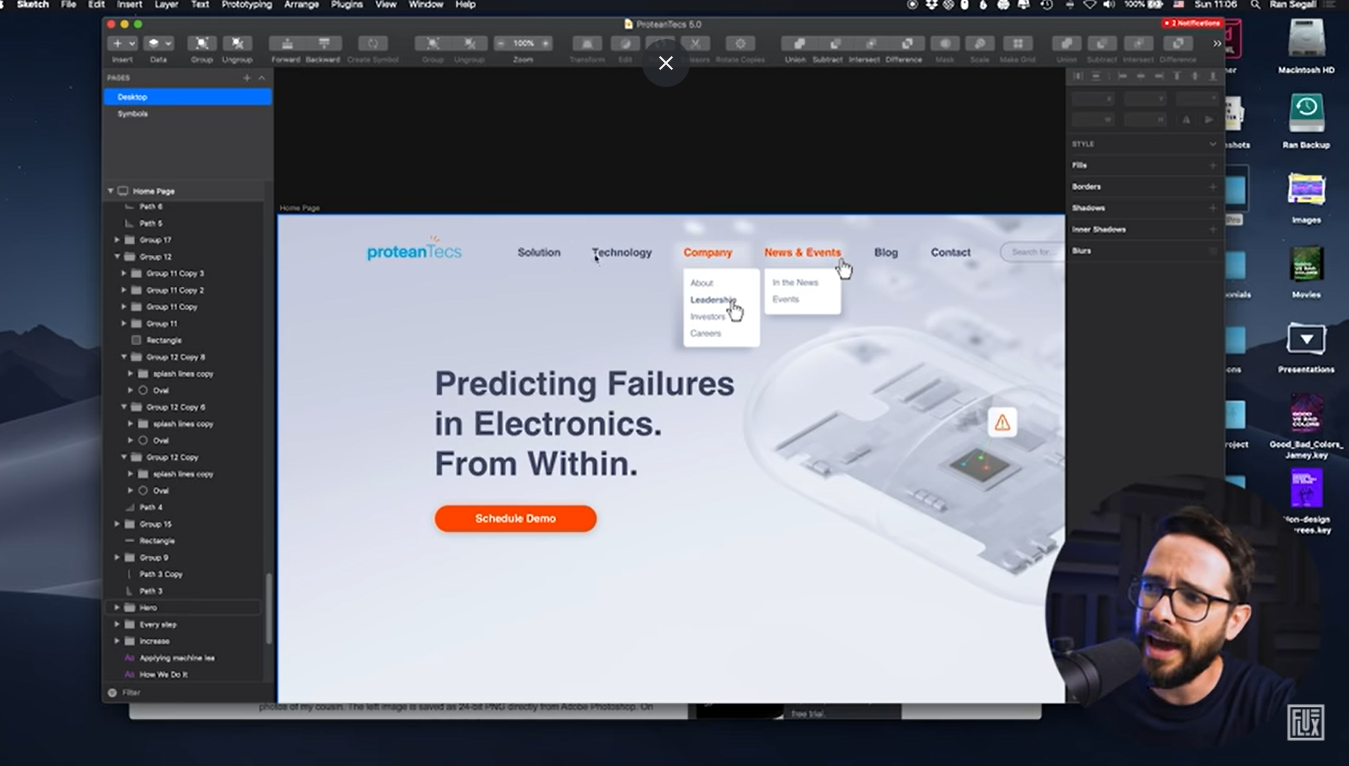 Sketch File Edit Insert Layer Text Prototyping Arrange Plugins View Window Help
100% Sun 11:06 Ran Segall
ProteanTecs 5.0
2 Notifications
Insert Data Group Ungroup Forward Backward Create Symbol Group Ungroup 100% Zoom Transform Edit Rotate Copies Union Subtract Intersect Difference Mask Scale Make Grid Union Subtract Intersect Difference
PAGES
Desktop
Symbols
Home Page
Path 6
Path 5
Group 17
Group 12
Group 11 Copy 3
Group 11 Copy 2
Group 11 Copy
Group 11
Rectangle
Group 12 Copy 8
splash lines copy
Oval
Group 12 Copy 6
splash lines copy
Oval
Group 12 Copy
splash lines copy
Oval
Path 4
Group 15
Rectangle
Group 9
Path 3 Copy
Path 3
Hero
Every step
increase
Applying machine lea
How We Do It
Filter
Home Page
proteanTecs
Solution Technology Company News & Events Blog Contact Search for...
About
Leadership
Investors
Careers
In the News
Events
Predicting Failures
in Electronics.
From Within.
Schedule Demo
STYLE
Fills
Borders
Shadows
Inner Shadows
Blurs
Macintosh HD
Ran Backup
Images
Movies
Presentations
Good_Bad_Colors_
Jamey.key
photos of my cousin. The left image is saved as 24-bit PNG directly from Adobe Photoshop. On
free trial.
FLUX